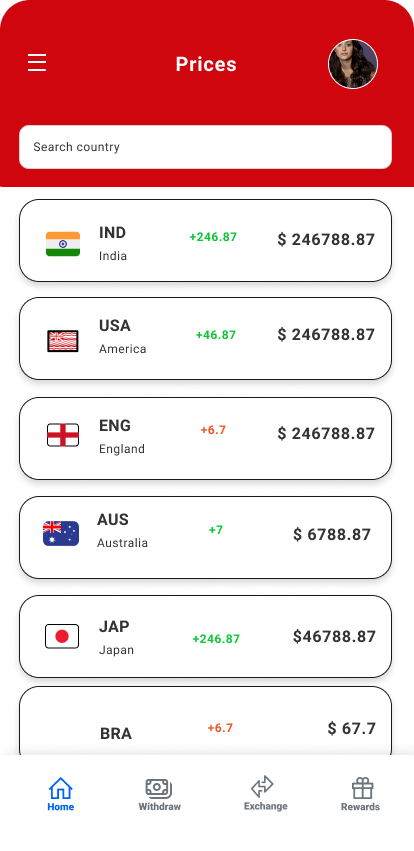 Prices
Search country
IND
India
+246.87
$ 246788.87
USA
America
+46.87
$ 246788.87
ENG
England
+6.7
$ 246788.87
AUS
Australia
+7
$ 6788.87
JAP
Japan
+246.87
$46788.87
BRA
+6.7
$ 67.7
Home
Withdraw
Exchange
Rewards